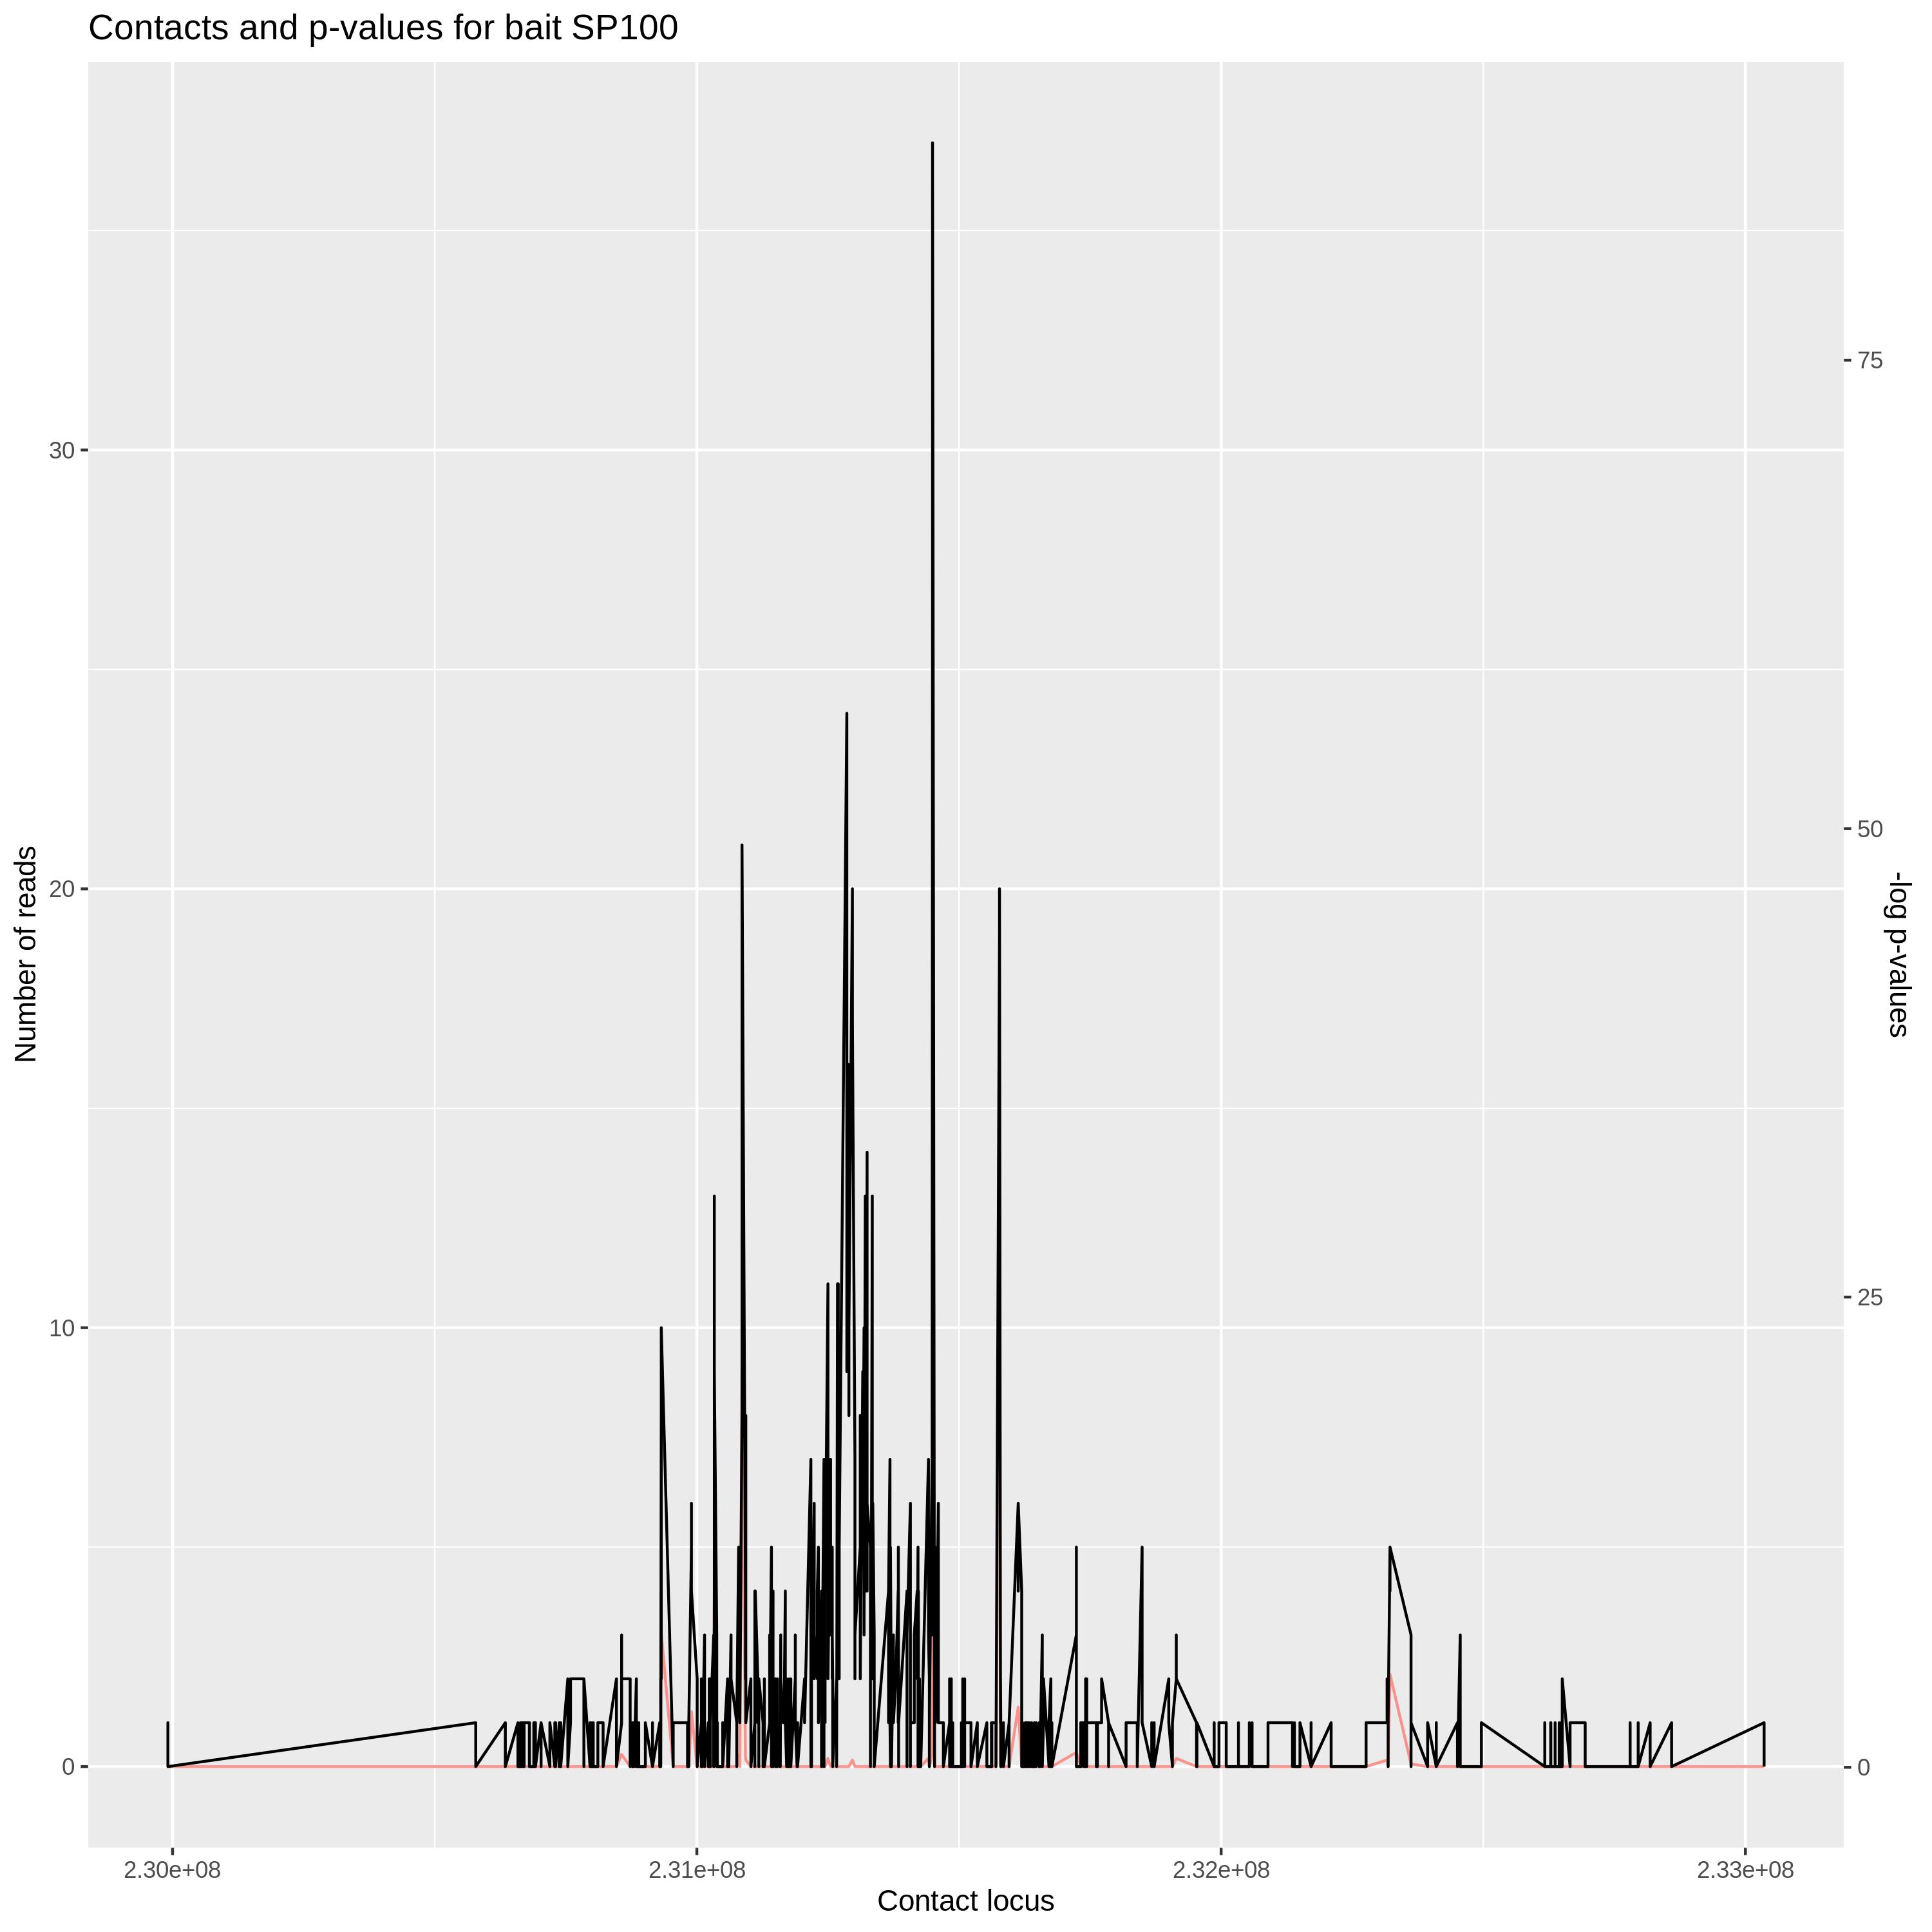 Contacts and p-values for bait SP100
Number of reads
30
20
10
0
75
50
25
0
-log p-values
2.30e+08 2.31e+08 2.32e+08 2.33e+08
Contact locus